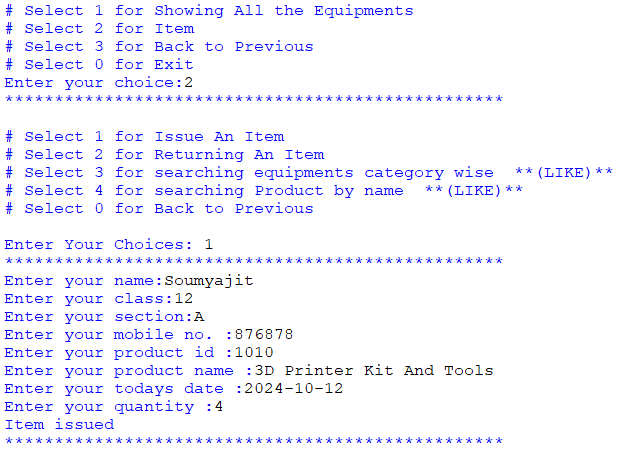 # Select 1 for Showing All the Equipments
# Select 2 for Item
# Select 3 for Back to Previous
# Select 0 for Exit
Enter your choice:2
**************************************************
# Select 1 for Issue An Item
# Select 2 for Returning An Item
# Select 3 for searching equipments category wise  **(LIKE)**
# Select 4 for searching Product by name  **(LIKE)**
# Select 0 for Back to Previous
Enter Your Choices: 1
**************************************************
Enter your name:Soumyajit
Enter your class:12
Enter your section:A
Enter your mobile no. :876878
Enter your product id :1010
Enter your product name :3D Printer Kit And Tools
Enter your todays date :2024-10-12
Enter your quantity :4
Item issued
**************************************************